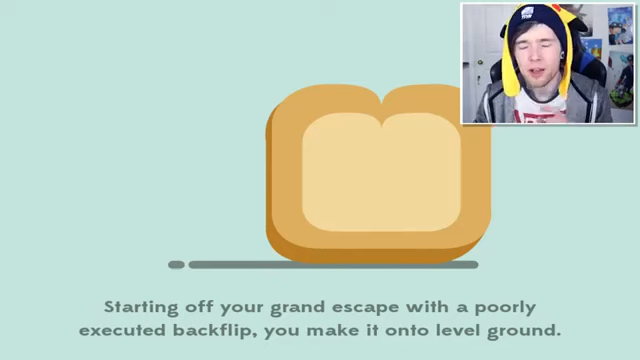 Starting off your grand escape with a poorly
executed backflip, you make it onto level ground.